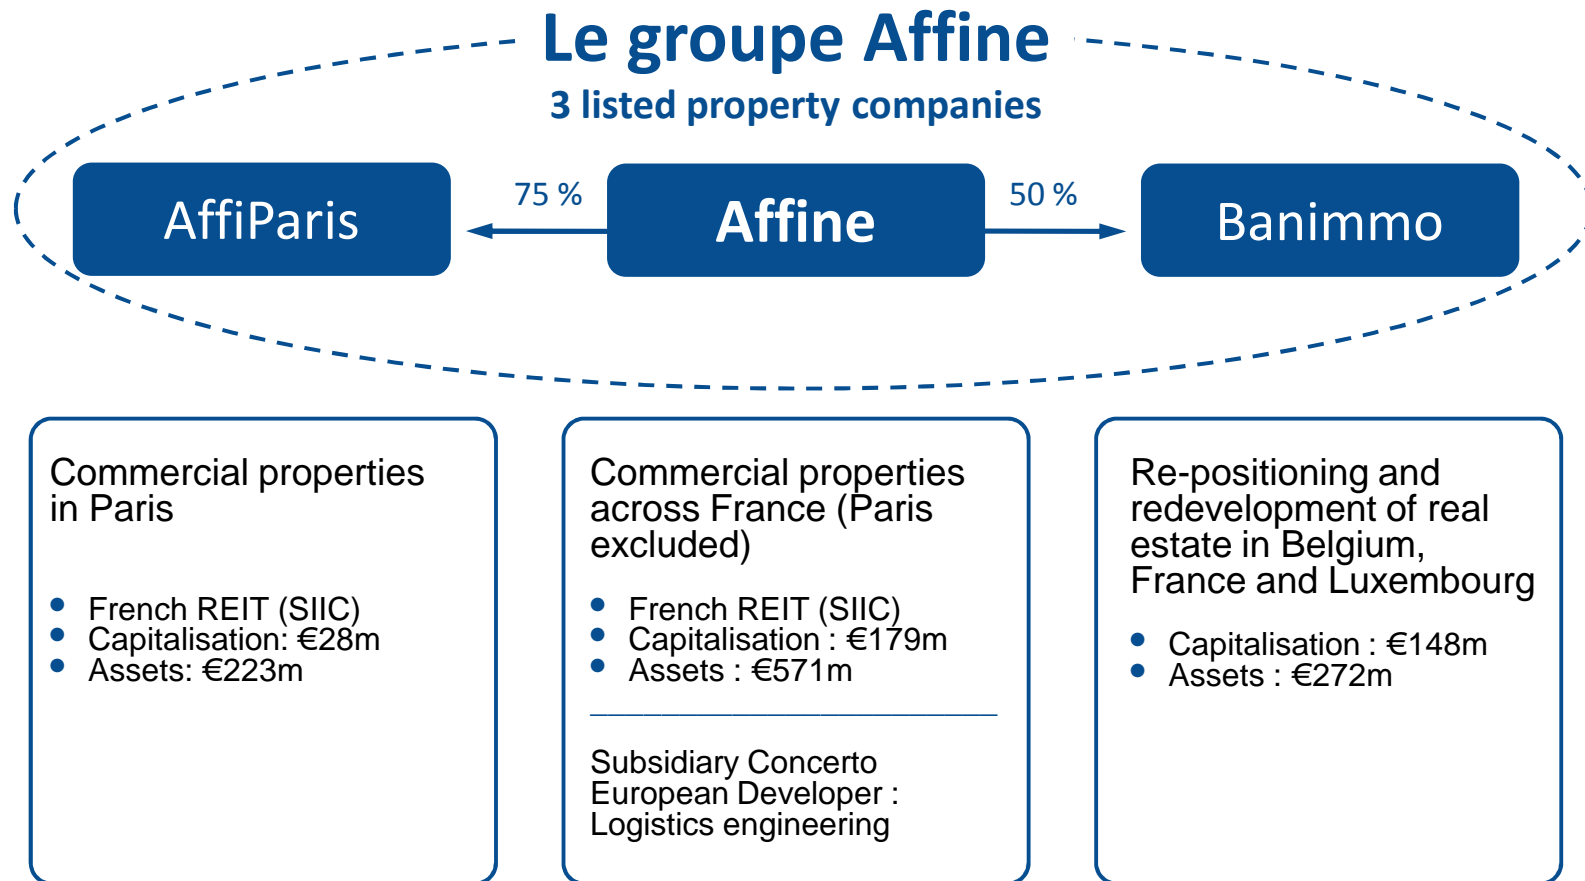 Le groupe Affine
3 listed property companies
AffiParis
75 %
Affine
50 %
Banimmo
Commercial properties
in Paris
• French REIT (SIIC)
• Capitalisation: €28m
• Assets: €223m
Commercial properties
across France (Paris
excluded)
• French REIT (SIIC)
• Capitalisation : €179m
• Assets : €571m
Subsidiary Concerto
European Developer :
Logistics engineering
Re-positioning and
redevelopment of real
estate in Belgium,
France and Luxembourg
• Capitalisation : €148m
• Assets : €272m